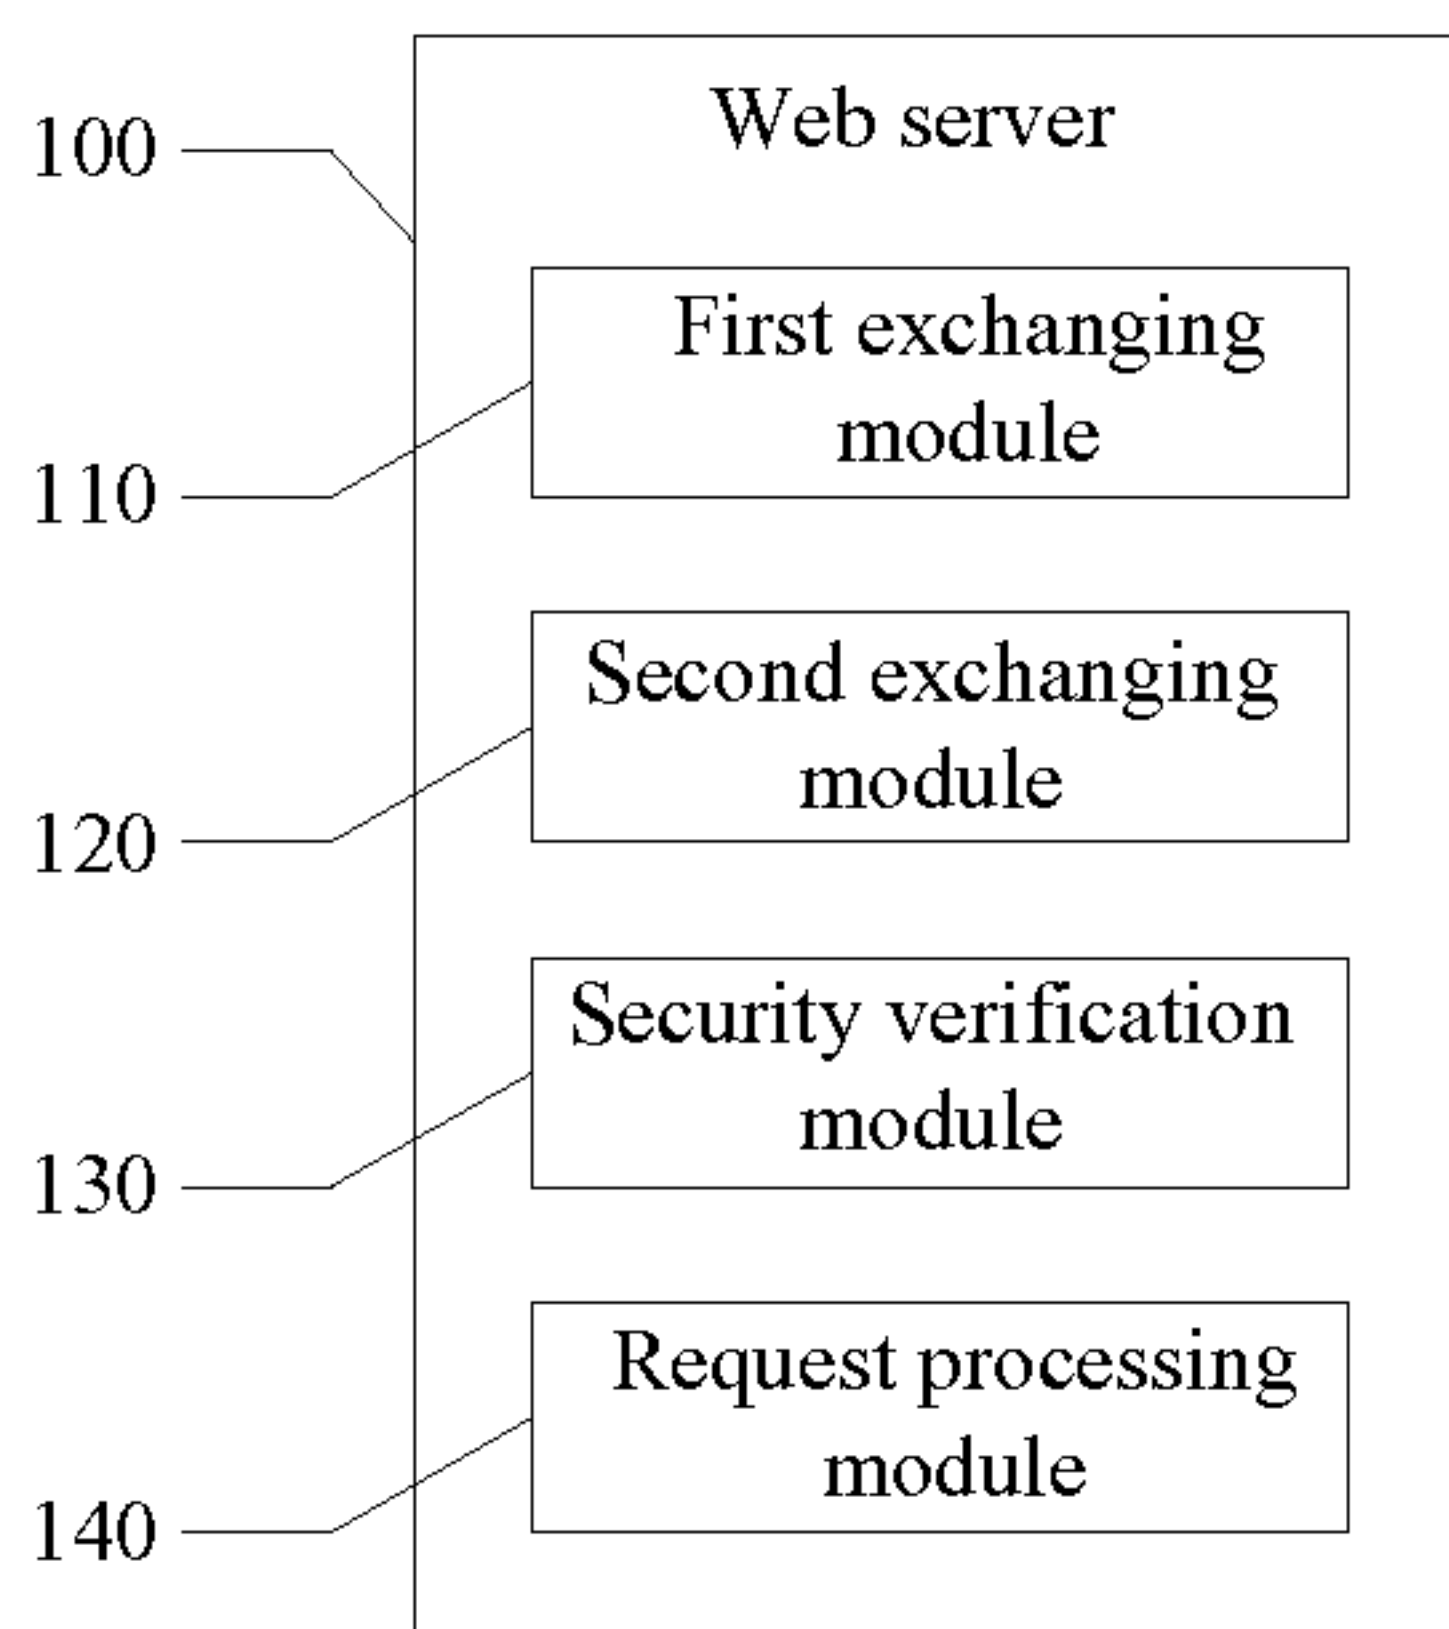 Web server
100
First exchanging
module
110
Second exchanging
module
120
Security verification
module
130
Request processing
module
140